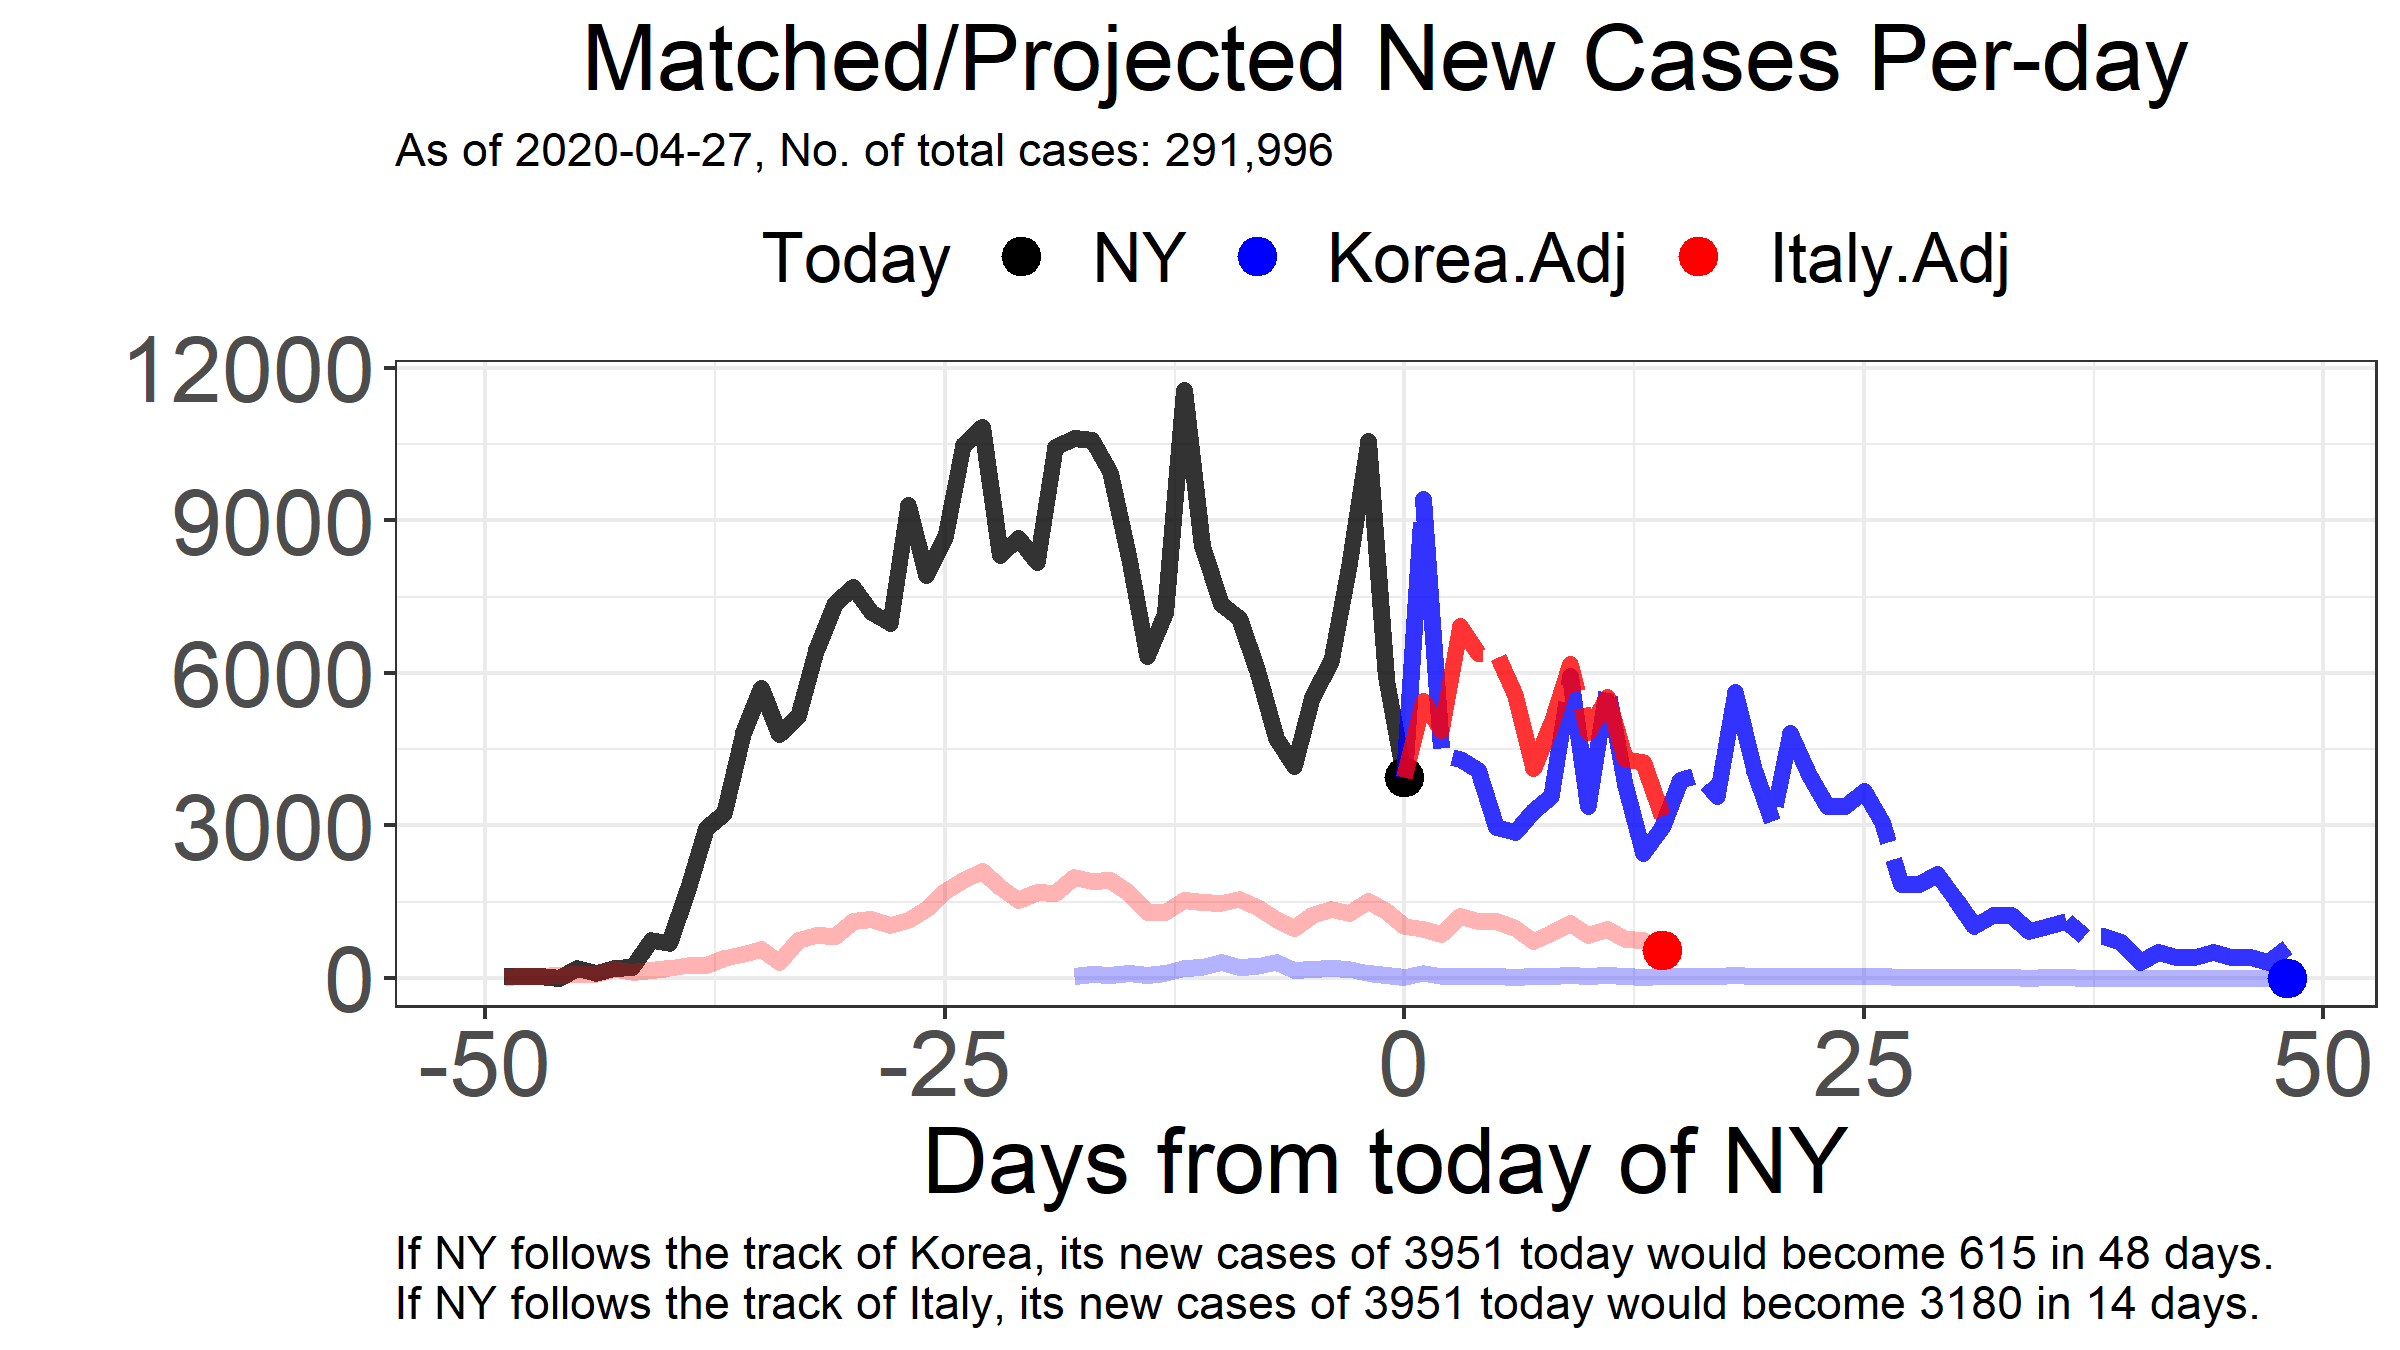 Matched/Projected New Cases Per-day
As of 2020-04-27, No. of total cases: 291,996
Today NY Korea.Adj Italy.Adj
12000
9000
6000
3000
0
-50 -25 0 25 50
Days from today of NY
If NY follows the track of Korea, its new cases of 3951 today would become 615 in 48 days.
If NY follows the track of Italy, its new cases of 3951 today would become 3180 in 14 days.